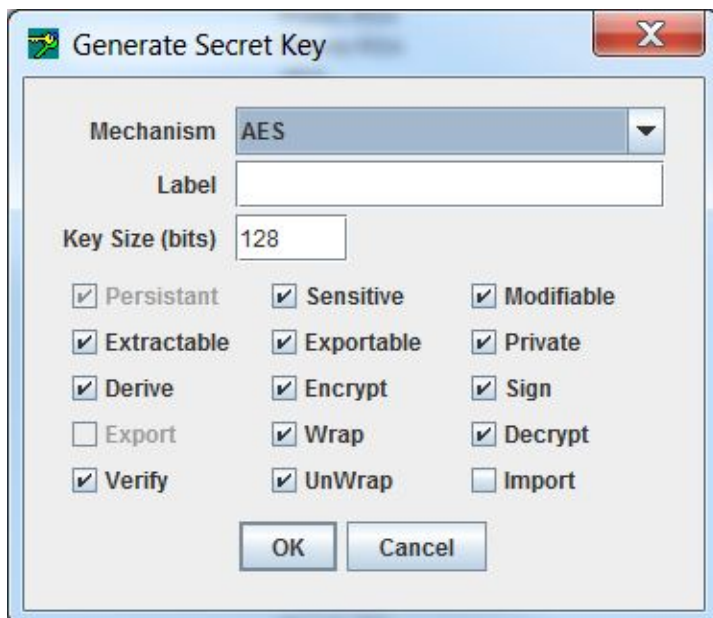 Generate Secret Key
Mechanism AES
Label
Key Size (bits) 128
Persistant Sensitive Modifiable
Extractable Exportable Private
Derive Encrypt Sign
Export Wrap Decrypt
Verify UnWrap Import
OK Cancel